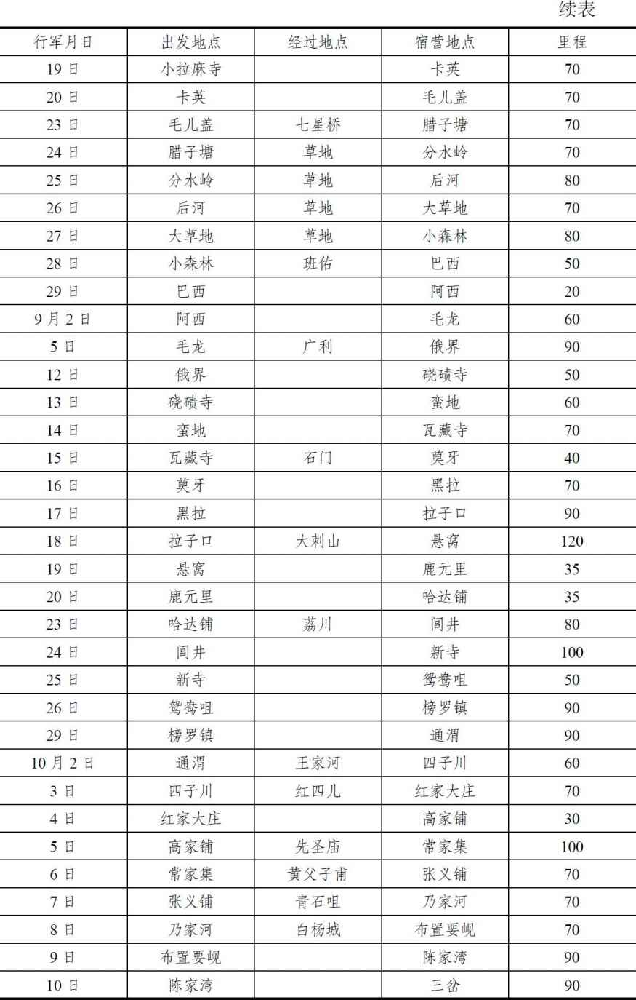 续表
行军月日 出发地点 经过地点 宿营地点 里程
19 日 小拉麻寺 卡英 70
20 日 卡英 毛儿盖 70
23 日 毛儿盖 七星桥 腊子塘 70
24 日 腊子塘 草地 分水岭 70
25 日 分水岭 草地 后河 80
26 日 后河 草地 大草地 70
27 日 大草地 草地 小森林 80
28 日 小森林 班佑 巴西 50
29 日 巴西 阿西 20
9 月 2 日 阿西 毛龙 60
5 日 毛龙 广利 俄界 90
12 日 俄界 硗碛寺 50
13 日 硗碛寺 蛮地 60
14 日 蛮地 瓦藏寺 70
15 日 瓦藏寺 石门 莫牙 40
16 日 莫牙 黑拉 70
17 日 黑拉 拉子口 90
18 日 拉子口 大刺山 悬窝 120
19 日 悬窝 鹿元里 35
20 日 鹿元里 哈达铺 35
23 日 哈达铺 荔川 闾井 80
24 日 闾井 新寺 100
25 日 新寺 鸳鸯咀 50
26 日 鸳鸯咀 榜罗镇 90
29 日 榜罗镇 通渭 90
10 月 2 日 通渭 王家河 四子川 60
3 日 四子川 红四儿 红家大庄 70
4 日 红家大庄 高家铺 30
5 日 高家铺 先圣庙 常家集 100
6 日 常家集 黄父子甫 张义铺 70
7 日 张义铺 青石咀 乃家河 70
8 日 乃家河 白杨城 布置要岘 70
9 日 布置要岘 陈家湾 90
10 日 陈家湾 三岔 90